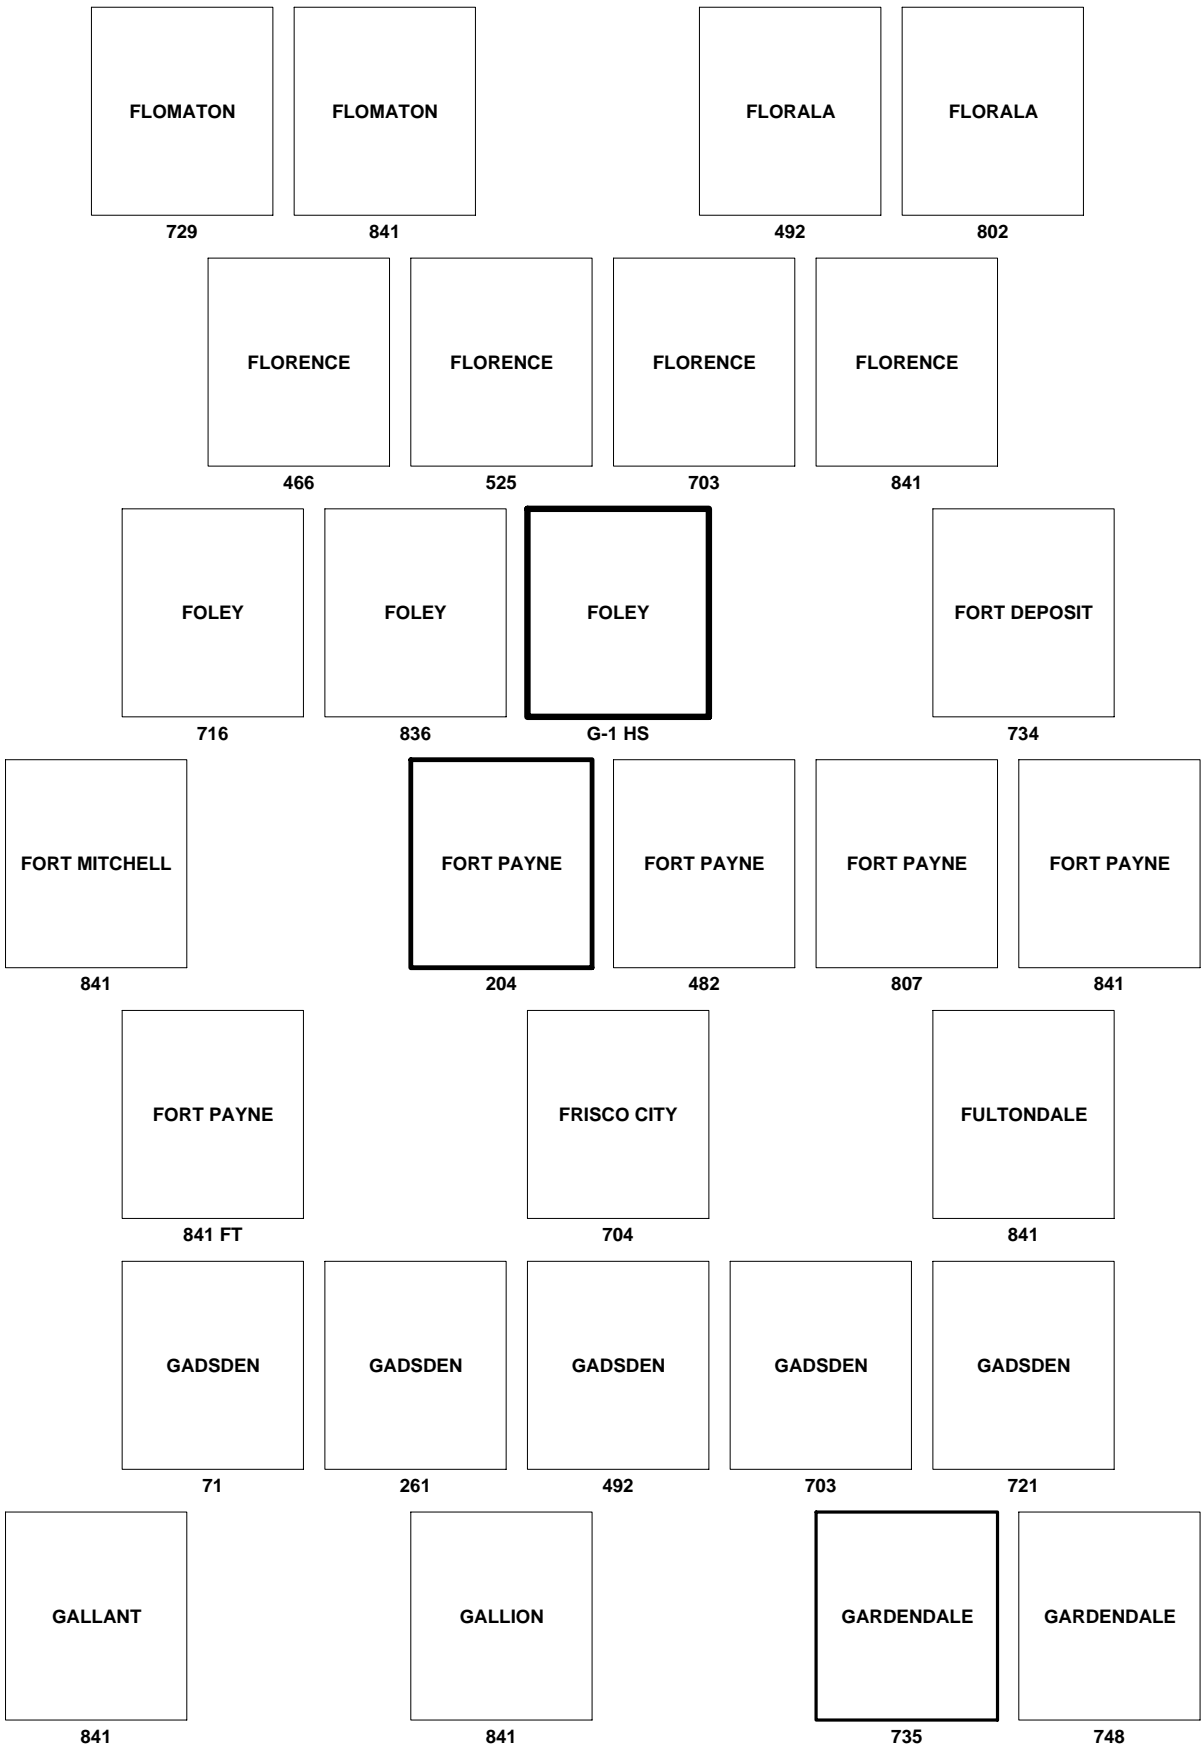 FLOMATON FLOMATON FLORALA FLORALA
729 841 492 802
FLORENCE FLORENCE FLORENCE FLORENCE
466 525 703 841
FOLEY FOLEY FOLEY FORT DEPOSIT
716 836 G-1 HS 734
FORT MITCHELL FORT PAYNE FORT PAYNE FORT PAYNE FORT PAYNE
841 204 482 807 841
FORT PAYNE FRISCO CITY FULTONDALE
841 FT 704 841
GADSDEN GADSDEN GADSDEN GADSDEN GADSDEN
71 261 492 703 721
GALLANT GALLION GARDENDALE GARDENDALE
841 841 735 748